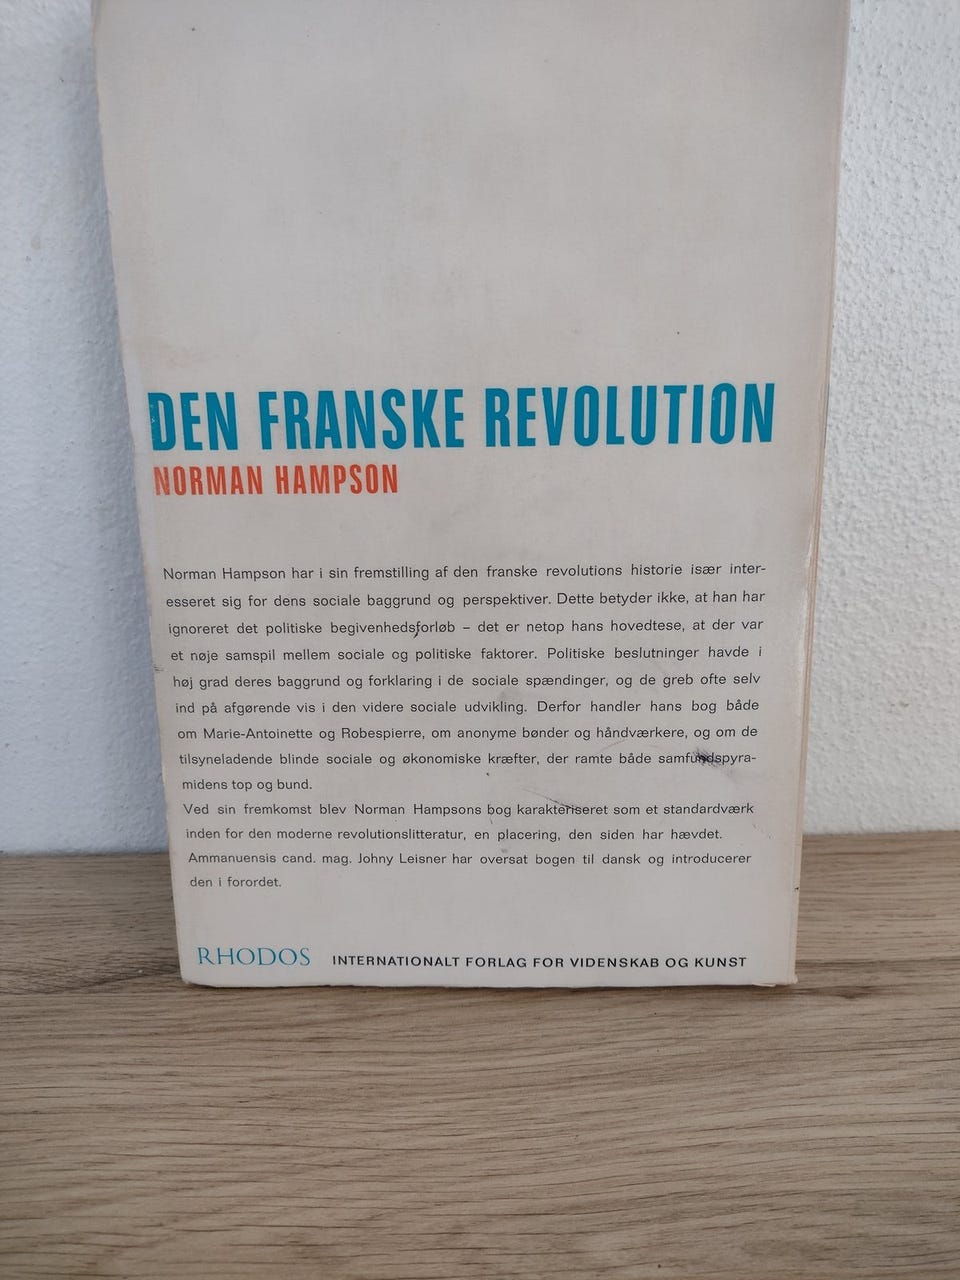 DEN FRANSKE REVOLUTION
NORMAN HAMPSON
Norman Hampson har i sin fremstilling af den franske revolutions historie især inter-
esseret sig for dens sociale baggrund og perspektiver. Dette betyder ikke, at han har
ignoreret det politiske begivenhedsforløb – det er netop hans hovedtese, at der var
et nøje samspil mellem sociale og politiske faktorer. Politiske beslutninger havde i
høj grad deres baggrund og forklaring i de sociale spændinger, og de greb ofte selv
ind på afgørende vis i den videre sociale udvikling. Derfor handler hans bog både
om Marie-Antoinette og Robespierre, om anonyme bønder og håndværkere, og om de
tilsyneladende blinde sociale og økonomiske kræfter, der ramte både samfundspyra-
midens top og bund.
Ved sin fremkomst blev Norman Hampsons bog karakteriseret som et standardværk
inden for den moderne revolutionslitteratur, en placering, den siden har hævdet.
Ammanuensis cand. mag. Johny Leisner har oversat bogen til dansk og introducerer
den i forordet.
RHODOS INTERNATIONALT FORLAG FOR VIDENSKAB OG KUNST